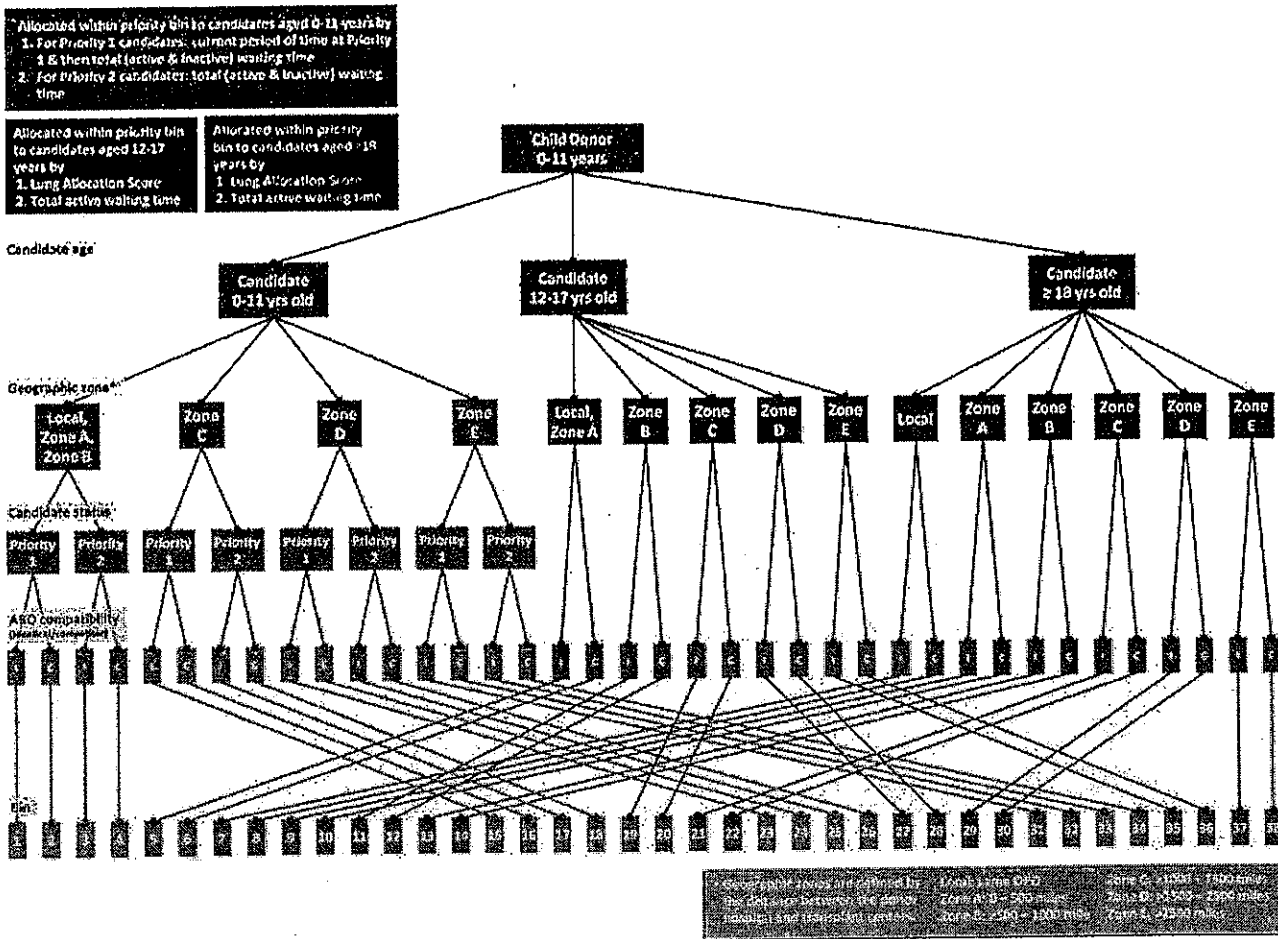 *Allocated within priority bin to candidates aged 0-11 years by
1. For Priority 1 candidates: current period of time at Priority
1 & then total (active & inactive) waiting time
2. For Priority 2 candidates: total (active & inactive) waiting
time
Allocated within priority bin
to candidates aged 12-17
years by
1. Lung Allocation Score
2. Total active waiting time
Allocated within priority
bin to candidates aged ≥18
years by
1 Lung Allocation Score
2. Total active waiting time
Child Donor
0-11 years
Candidate age
Candidate
0-11 yrs old
Candidate
12-17 yrs old
Candidate
≥ 18 yrs old
Geographic zone*
Local,
Zone A,
Zone B
Zone
C
Zone
D
Zone
E
Local,
Zone A
Zone
B
Zone
C
Zone
D
Zone
E
Local
Zone
A
Zone
B
Zone
C
Zone
D
Zone
E
Candidate status
Priority
1
Priority
2
Priority
1
Priority
2
Priority
1
Priority
2
Priority
1
Priority
2
ABO compatibility
Bin
1 2 3 4 5 6 7 8 9 10 11 12 13 14 15 16 17 18 19 20 21 22 23 24 25 26 27 28 29 30 31 32 33 34 35 36 37 38
* Geographic zones are defined by
the distance between the donor
hospital and transplant centers.
Local: same DSA
Zone A: 0 – 500 miles
Zone B: >500 – 1000 miles
Zone C: >1000 – 1500 miles
Zone D: >1500 – 2500 miles
Zone E: >2500 miles